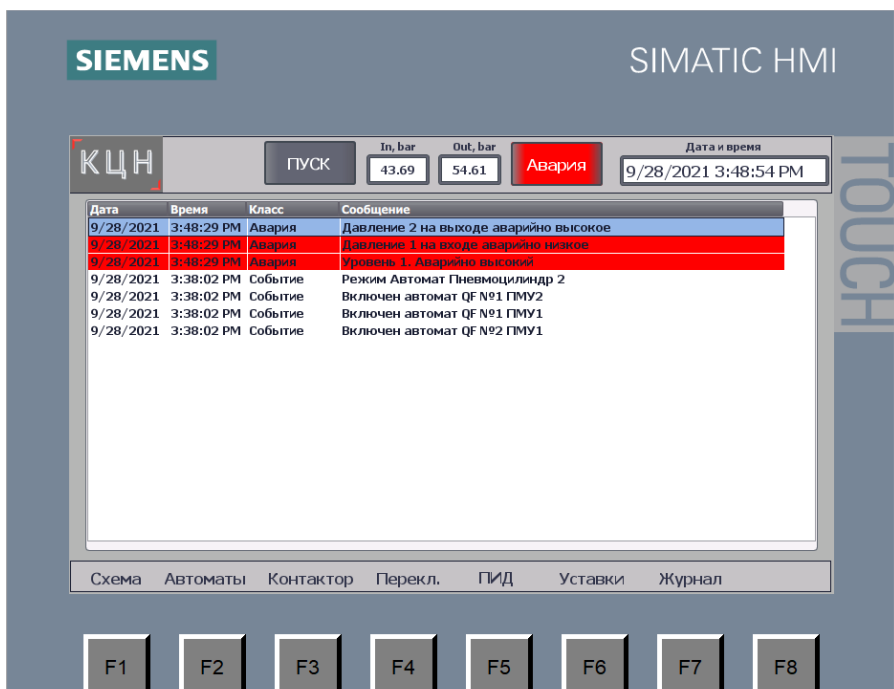 SIEMENS
SIMATIC HMI
TOUCH
КЦН
ПУСК
In, bar
43.69
Out, bar
54.61
Авария
Дата и время
9/28/2021 3:48:54 PM
Дата Время Класс Сообщение
9/28/2021 3:48:29 PM Авария Давление 2 на выходе аварийно высокое
9/28/2021 3:48:29 PM Авария Давление 1 на входе аварийно низкое
9/28/2021 3:48:29 PM Авария Уровень 1. Аварийно высокий
9/28/2021 3:38:02 PM Событие Режим Автомат Пневмоцилиндр 2
9/28/2021 3:38:02 PM Событие Включен автомат QF №1 ПМУ2
9/28/2021 3:38:02 PM Событие Включен автомат QF №1 ПМУ1
9/28/2021 3:38:02 PM Событие Включен автомат QF №2 ПМУ1
Схема Автоматы Контактор Перекл. ПИД Уставки Журнал
F1 F2 F3 F4 F5 F6 F7 F8